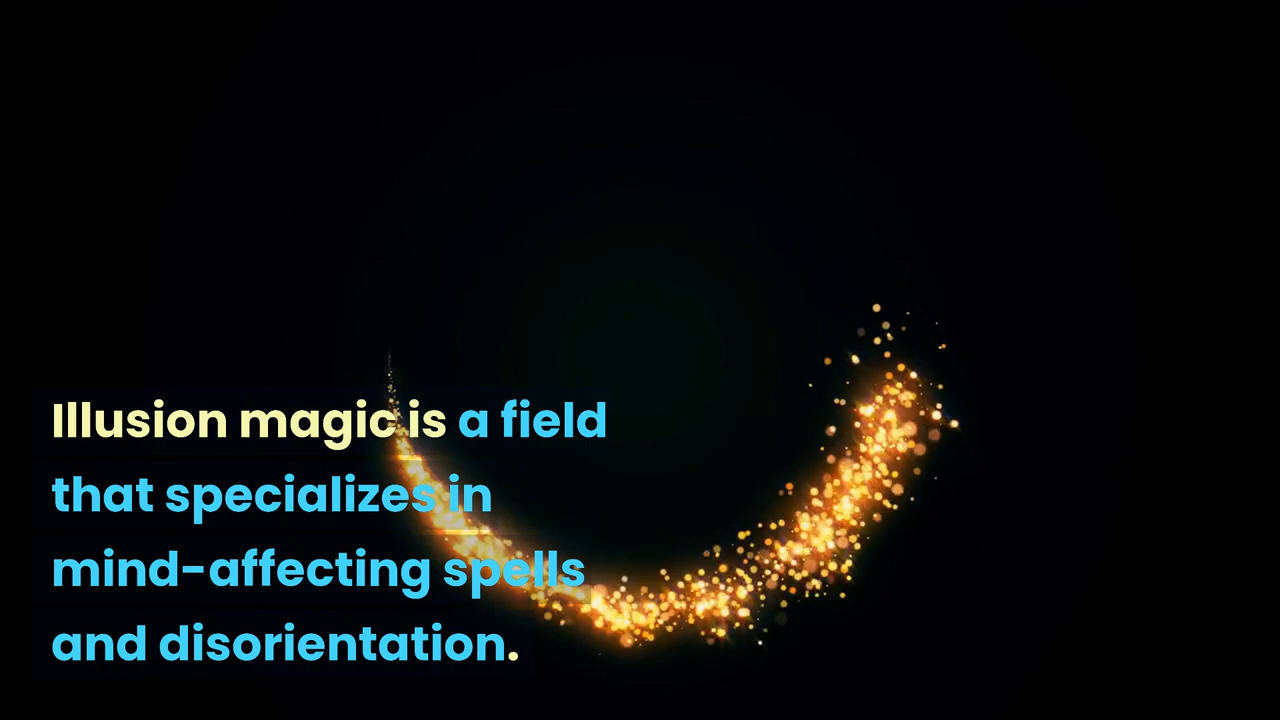 Illusion magic is a field
that specializes in
mind-affecting spells
and disorientation.